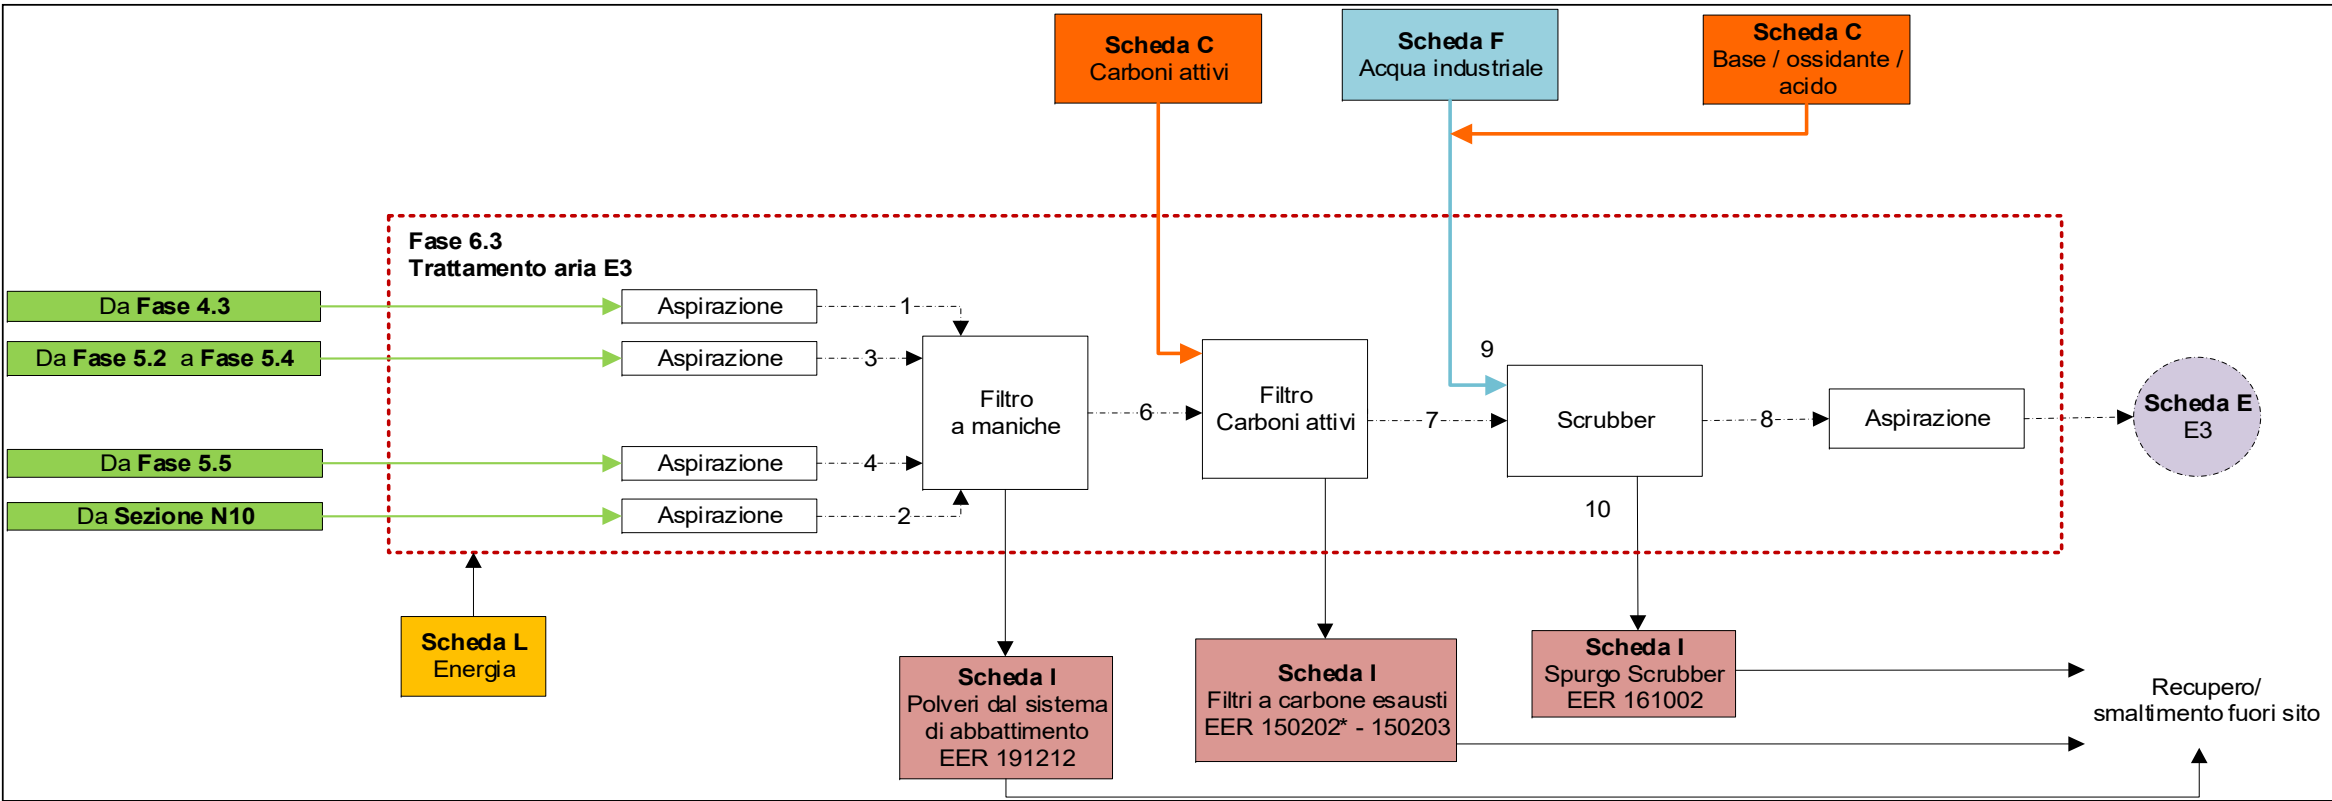 Scheda C
Carboni attivi
Scheda F
Acqua industriale
Scheda C
Base / ossidante /
acido
Fase 6.3
Trattamento aria E3
Da Fase 4.3
Aspirazione
1
Da Fase 5.2 a Fase 5.4
Aspirazione
3
Da Fase 5.5
Aspirazione
4
Da Sezione N10
Aspirazione
2
Filtro
a maniche
6
Filtro
Carboni attivi
7
9
Scrubber
10
8
Aspirazione
Scheda E
E3
Scheda L
Energia
Scheda I
Polveri dal sistema
di abbattimento
EER 191212
Scheda I
Filtri a carbone esausti
EER 150202* - 150203
Scheda I
Spurgo Scrubber
EER 161002
Recupero/
smaltimento fuori sito